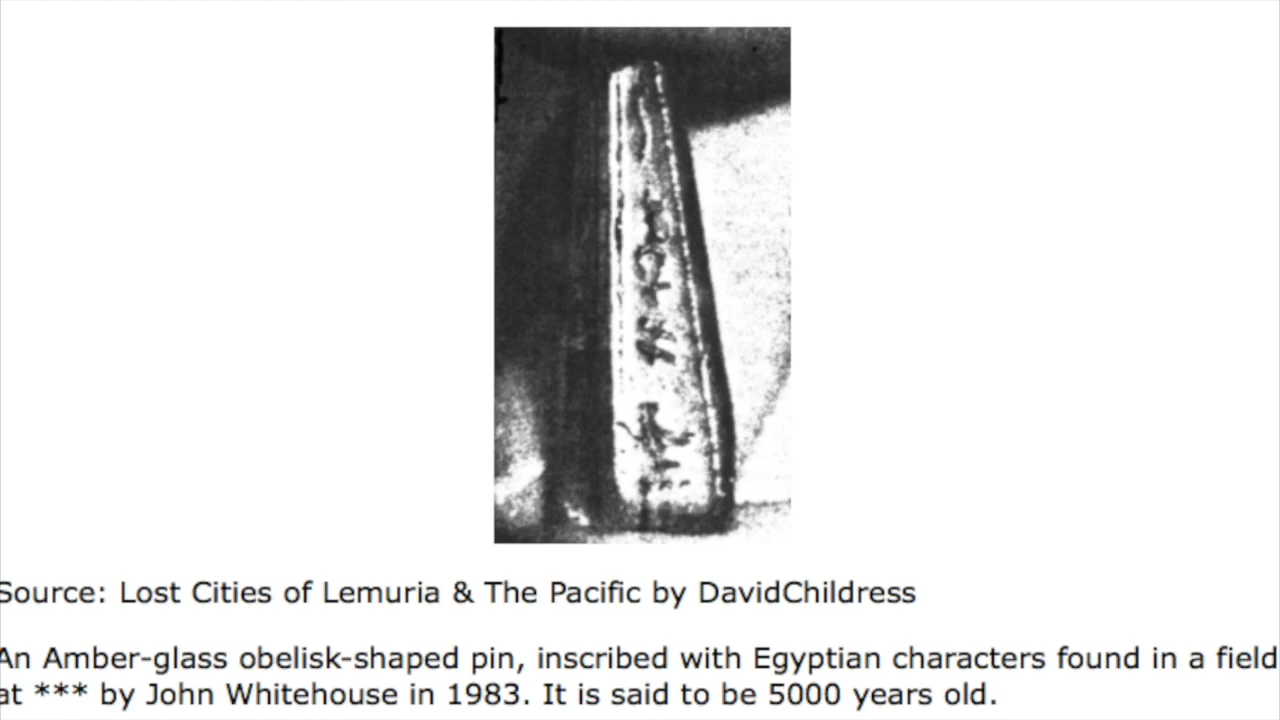 Source: Lost Cities of Lemuria & The Pacific by DavidChildress
An Amber-glass obelisk-shaped pin, inscribed with Egyptian characters found in a field
at *** by John Whitehouse in 1983. It is said to be 5000 years old.